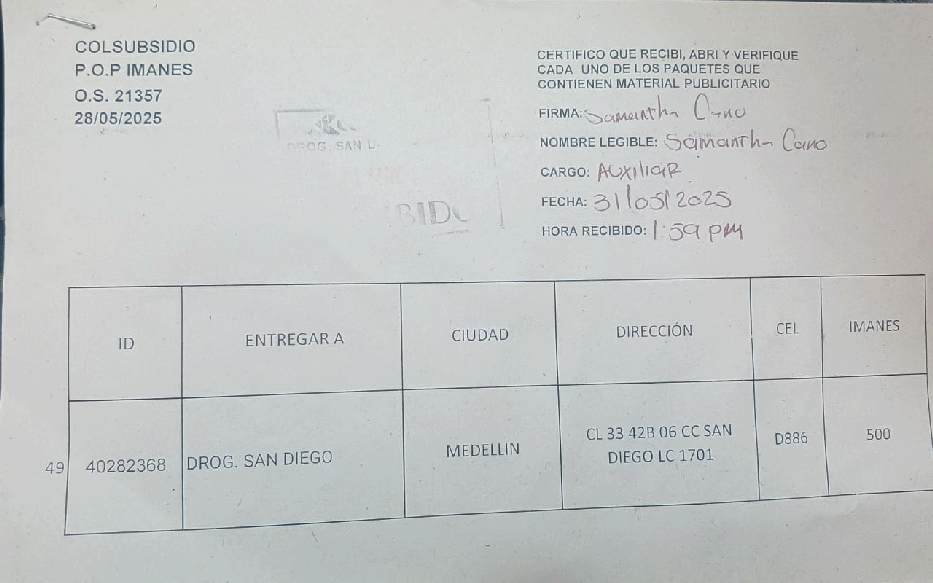 COLSUBSIDIO
P.O.P IMANES
O.S. 21357
28/05/2025
DROG. SAN
CERTIFICO QUE RECIBI, ABRI Y VERIFIQUE
CADA UNO DE LOS PAQUETES QUE
CONTIENEN MATERIAL PUBLICITARIO
FIRMA: Samantha Cano
NOMBRE LEGIBLE: Samantha Cano
CARGO: AUXILIAR
FECHA: 31/05/2025
HORA RECIBIDO: 1:59 PM
ID ENTREGAR A CIUDAD DIRECCIÓN CEL IMANES
49 40282368 DROG. SAN DIEGO MEDELLIN CL 33 42B 06 CC SAN D886 500
DIEGO LC 1701